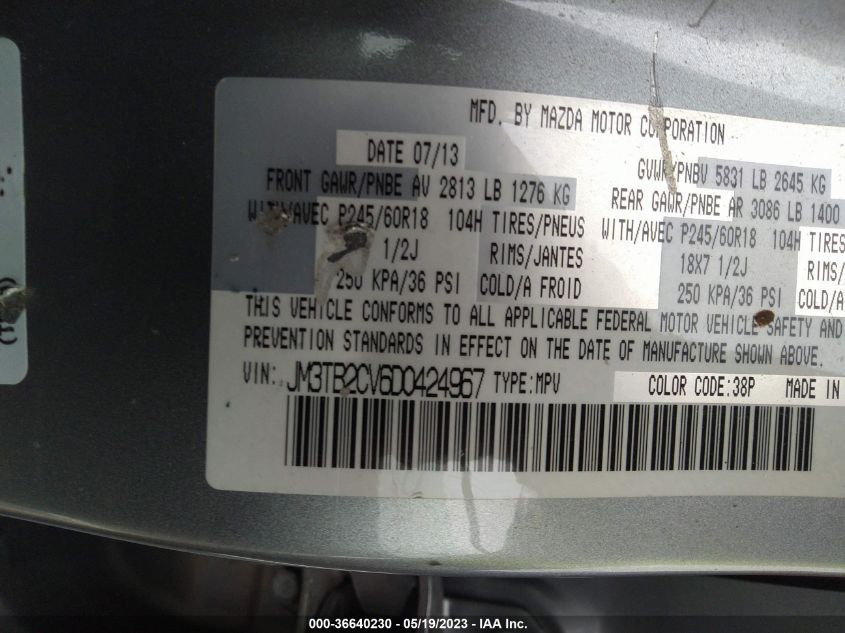 MFD. BY MAZDA MOTOR CORPORATION
DATE 07/13
GVWR/PNBV 5831 LB 2645 KG
FRONT GAWR/PNBE AV 2813 LB 1276 KG
REAR GAWR/PNBE AR 3086 LB 1400
WITH/AVEC P245/60R18 104H TIRES/PNEUS
WITH/AVEC P245/60R18 104H TIRES
1/2J RIMS/JANTES
18X7 1/2J RIMS/
250 KPA/36 PSI COLD/A FROID
250 KPA/36 PSI COLD/A
THIS VEHICLE CONFORMS TO ALL APPLICABLE FEDERAL MOTOR VEHICLE SAFETY AND
PREVENTION STANDARDS IN EFFECT ON THE DATE OF MANUFACTURE SHOWN ABOVE.
VIN: JM3TB2CV6D0424967 TYPE:MPV COLOR CODE:38P MADE IN
000-36640230 - 05/19/2023 - IAA Inc.